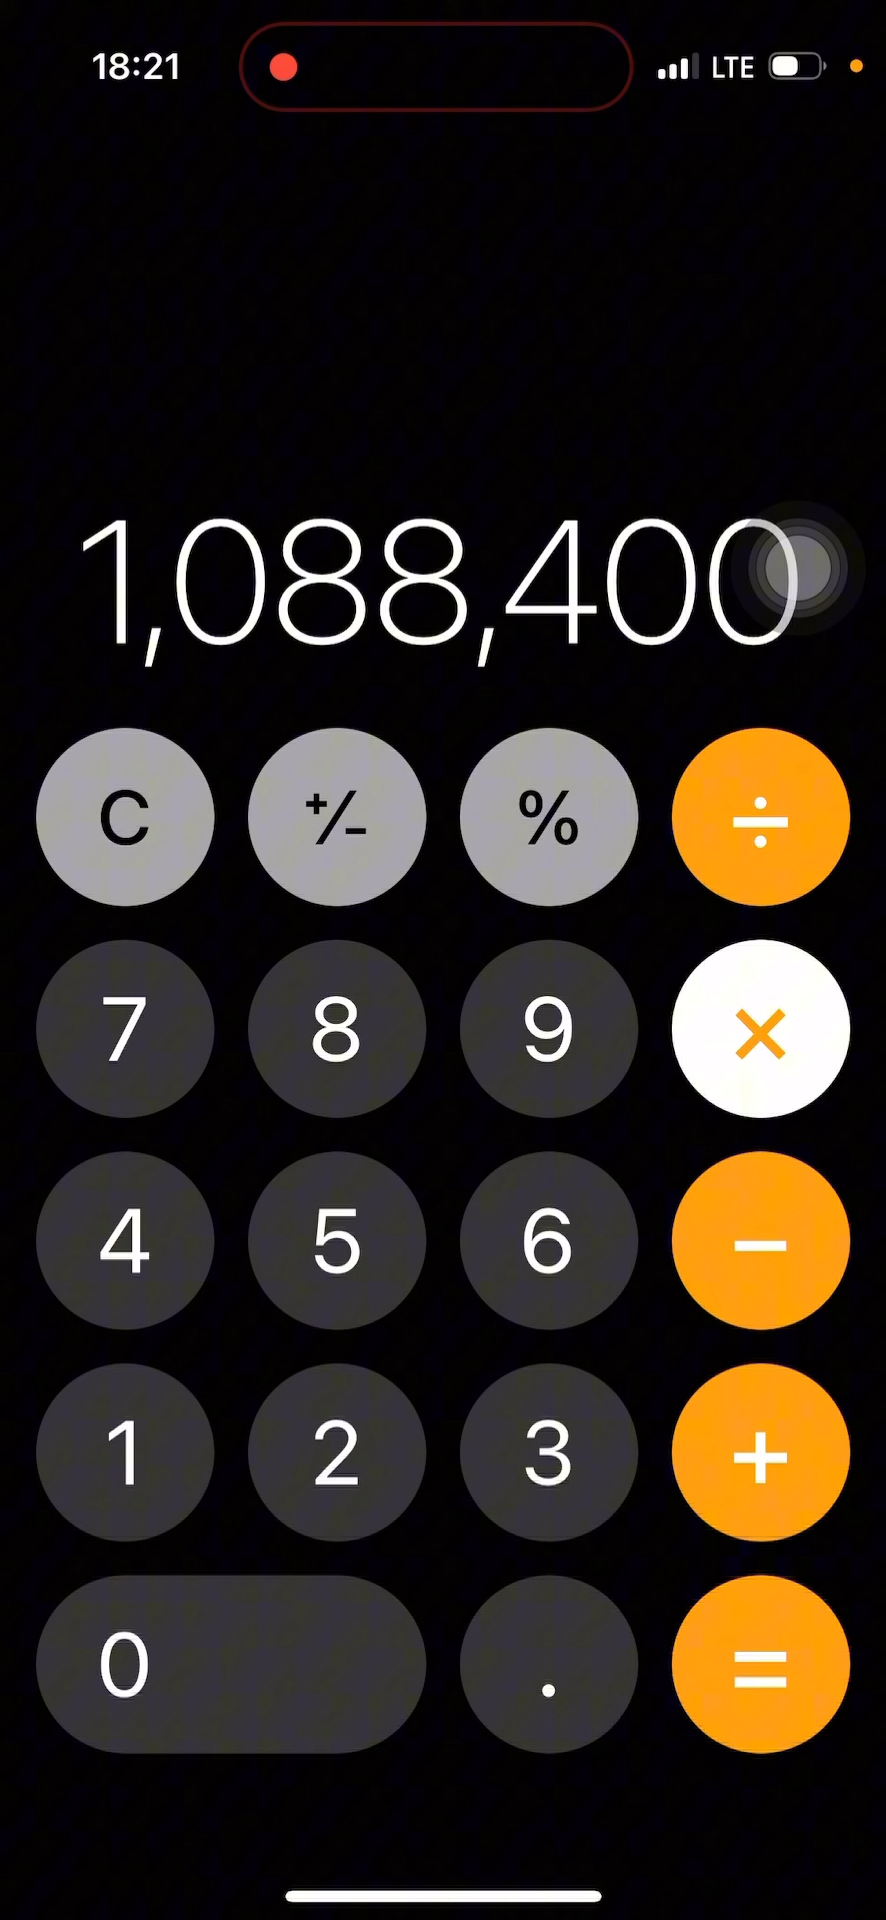 18:21 LTE
1,088,400
C +/- % ÷
7 8 9 ×
4 5 6 −
1 2 3 +
0 . =